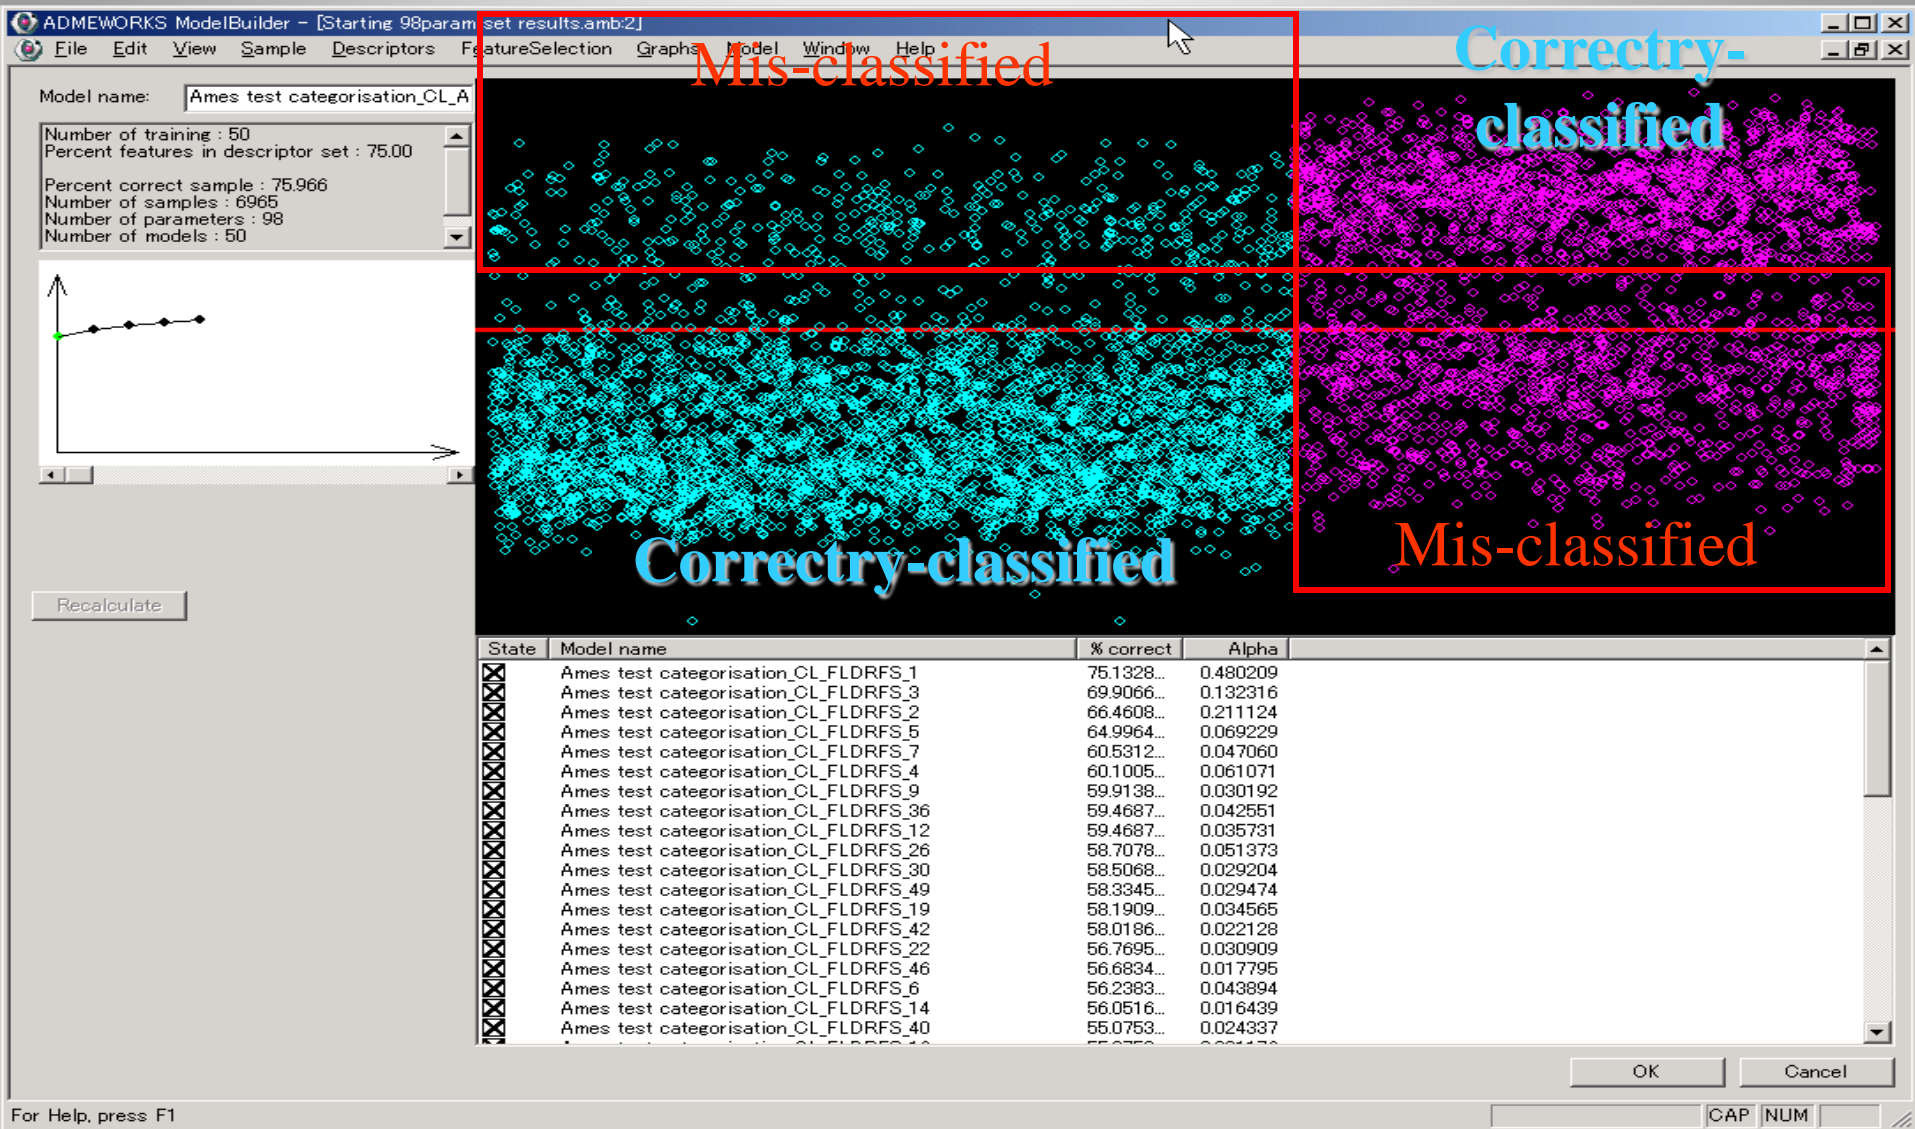 ADMEWORKS ModelBuilder - [Starting 98param set results.amb:2]
File Edit View Sample Descriptors FeatureSelection Graphs Model Window Help
Mis-classified
Correctry-
classified
Model name: Ames test categorisation_CL_A
Number of training : 50
Percent features in descriptor set : 75.00
Percent correct sample : 75.966
Number of samples : 6965
Number of parameters : 98
Number of models : 50
Correctry-classified
Mis-classified
Recalculate
State Model name % correct Alpha
Ames test categorisation_CL_FLDRFS_1 75.1328... 0.480209
Ames test categorisation_CL_FLDRFS_3 69.9066... 0.132316
Ames test categorisation_CL_FLDRFS_2 66.4608... 0.211124
Ames test categorisation_CL_FLDRFS_5 64.9964... 0.069229
Ames test categorisation_CL_FLDRFS_7 60.5312... 0.047060
Ames test categorisation_CL_FLDRFS_4 60.1005... 0.061071
Ames test categorisation_CL_FLDRFS_9 59.9138... 0.030192
Ames test categorisation_CL_FLDRFS_36 59.4687... 0.042551
Ames test categorisation_CL_FLDRFS_12 59.4687... 0.035731
Ames test categorisation_CL_FLDRFS_26 58.7078... 0.051373
Ames test categorisation_CL_FLDRFS_30 58.5068... 0.029204
Ames test categorisation_CL_FLDRFS_49 58.3345... 0.029474
Ames test categorisation_CL_FLDRFS_19 58.1909... 0.034565
Ames test categorisation_CL_FLDRFS_42 58.0186... 0.022128
Ames test categorisation_CL_FLDRFS_22 56.7695... 0.030909
Ames test categorisation_CL_FLDRFS_46 56.6834... 0.017795
Ames test categorisation_CL_FLDRFS_6 56.2383... 0.043894
Ames test categorisation_CL_FLDRFS_14 56.0516... 0.016439
Ames test categorisation_CL_FLDRFS_40 55.0753... 0.024337
OK Cancel
For Help, press F1 CAP NUM